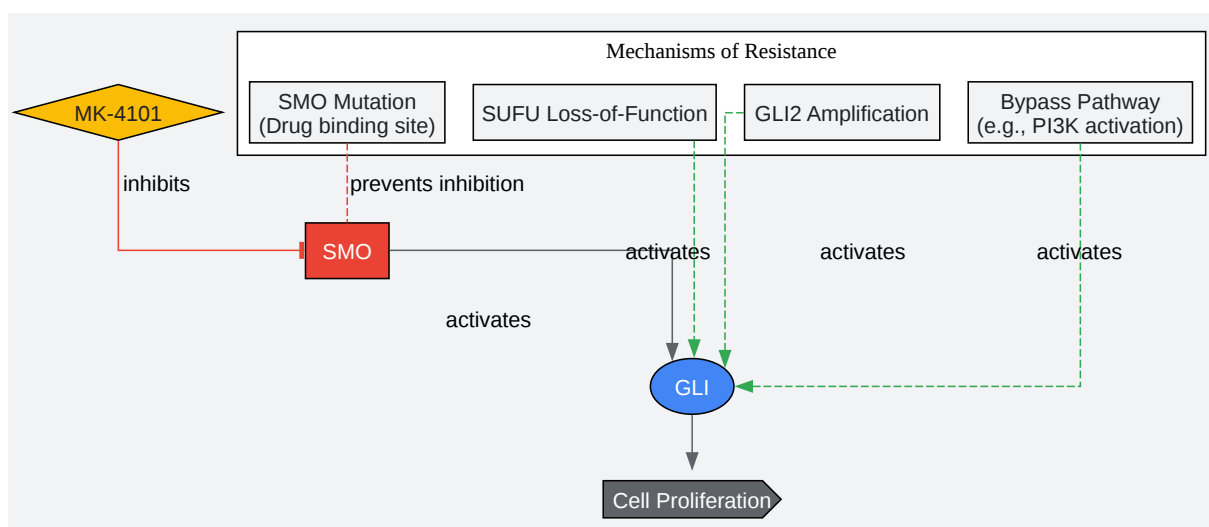 Mechanisms of Resistance
MK-4101
SMO Mutation
(Drug binding site)
SUFU Loss-of-Function
GLI2 Amplification
Bypass Pathway
(e.g., PI3K activation)
inhibits
prevents inhibition
SMO
activates
activates
activates
activates
GLI
Cell Proliferation